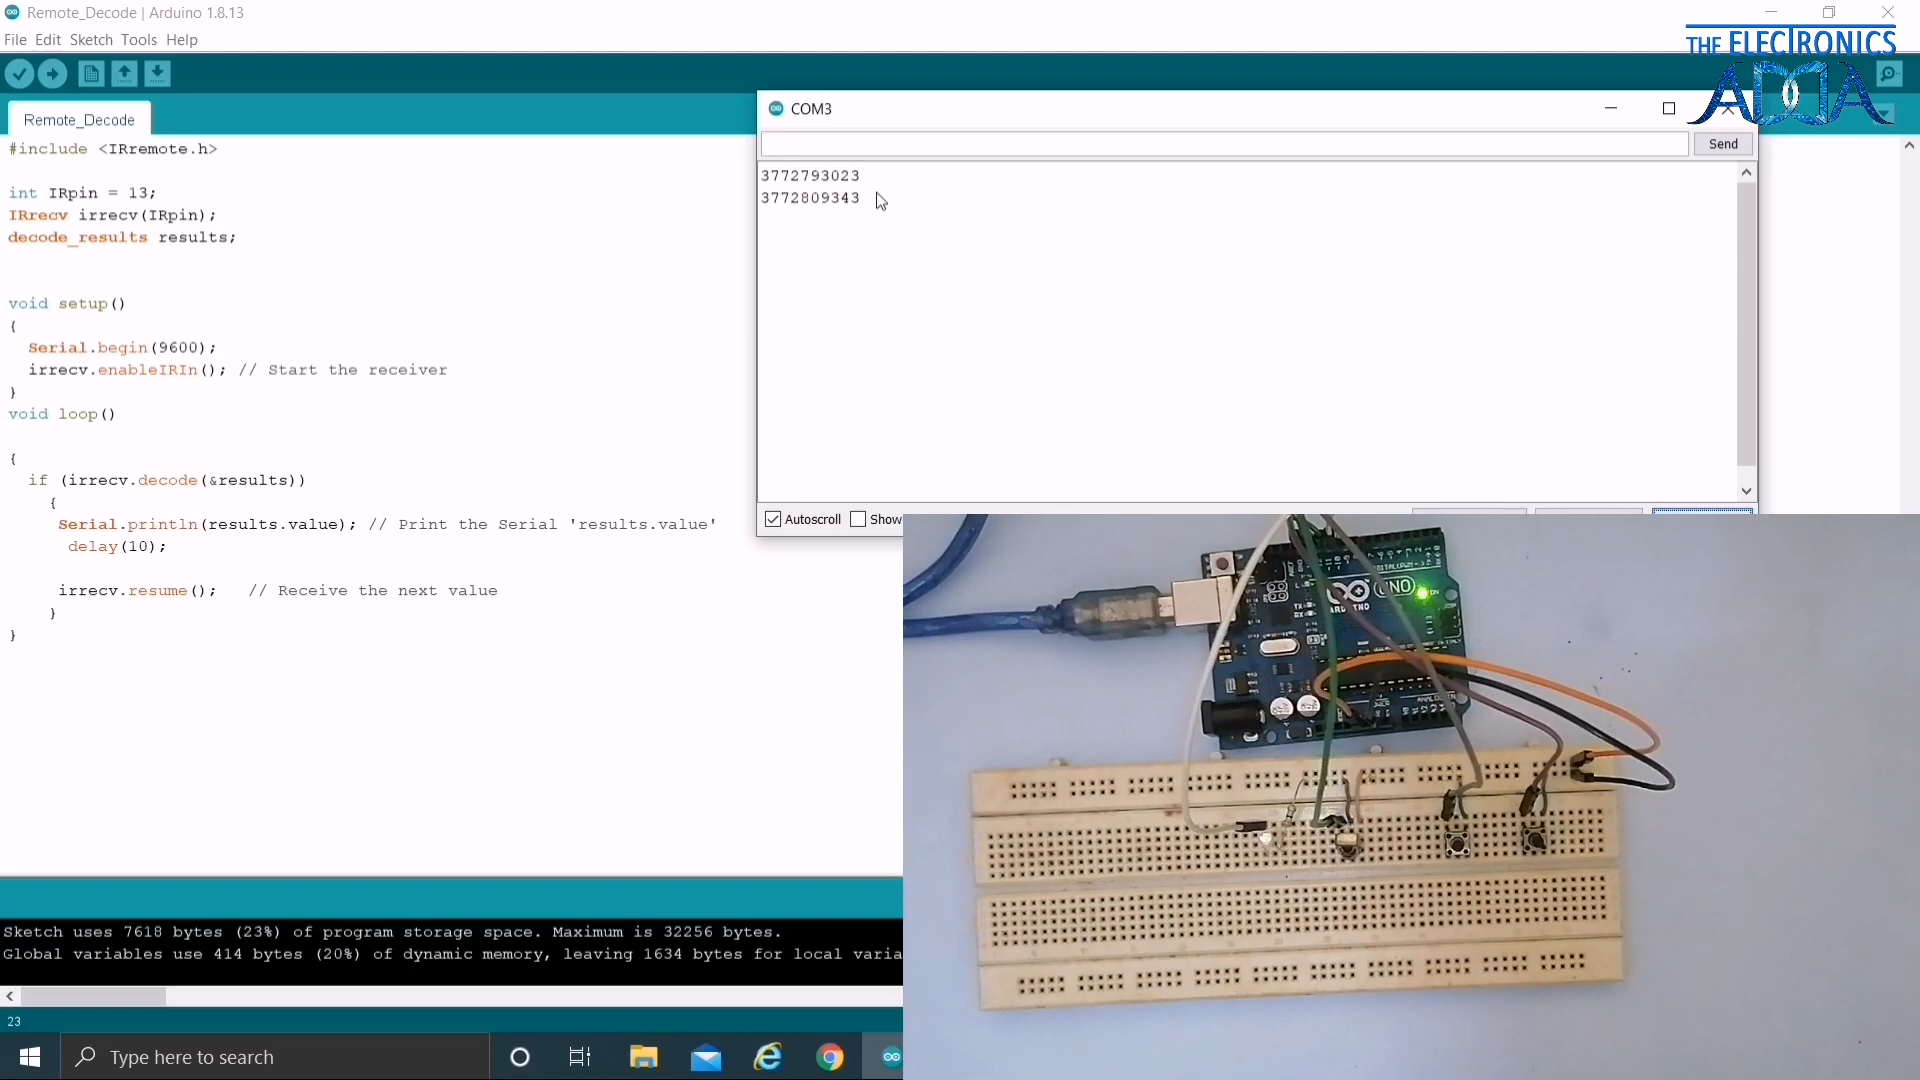 Remote_Decode | Arduino 1.8.13
File Edit Sketch Tools Help
THE ELECTRONICS
ADDA
Remote_Decode
#include <IRremote.h>
int IRpin = 13;
IRrecv irrecv(IRpin);
decode_results results;
void setup()
{
Serial.begin(9600);
irrecv.enableIRIn(); // Start the receiver
}
void loop()
{
if (irrecv.decode(&results))
{
Serial.println(results.value); // Print the Serial 'results.value'
delay(10);
irrecv.resume(); // Receive the next value
}
}
COM3
Send
3772793023
3772809343
Autoscroll Show
UNO
ARDUINO
ON
TX
RX
Sketch uses 7618 bytes (23%) of program storage space. Maximum is 32256 bytes.
Global variables use 414 bytes (20%) of dynamic memory, leaving 1634 bytes for local varia
23
Type here to search